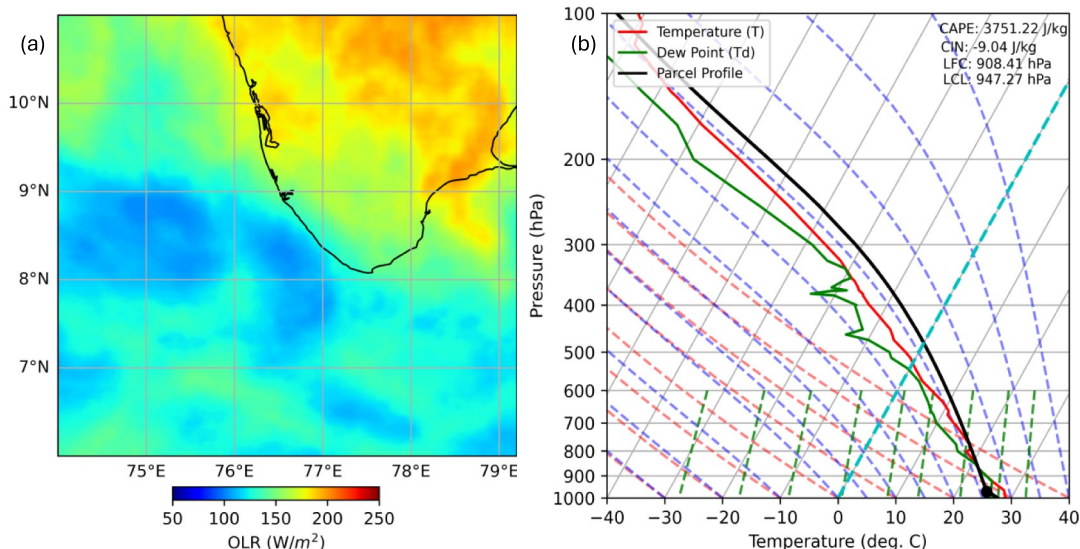 (a)
10°N
9°N
8°N
7°N
75°E 76°E 77°E 78°E 79°E
50 100 150 200 250
OLR (W/m²)
(b)
Temperature (T)
Dew Point (Td)
Parcel Profile
CAPE: 3751.22 J/kg
CIN: -9.04 J/kg
LFC: 908.41 hPa
LCL: 947.27 hPa
Pressure (hPa)
100
200
300
400
500
600
700
800
900
1000
−40 −30 −20 −10 0 10 20 30 40
Temperature (deg. C)